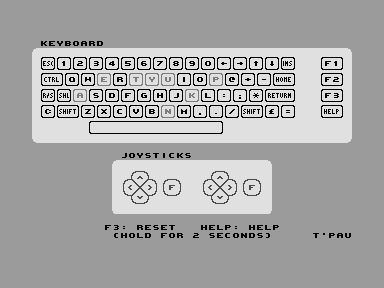 KEYBOARD
ESC 1 2 3 4 5 6 7 8 9 0 ← → ↑ ↓ INS F1
CTRL Q W E R T Y U I O P @ + - HOME F2
R/S SHL A S D F G H J K L : ; * RETURN F3
C SHIFT Z X C V B N M , . / SHIFT £ = HELP
JOYSTICKS
F F
F3: RESET HELP: HELP
(HOLD FOR 2 SECONDS) T'PAU